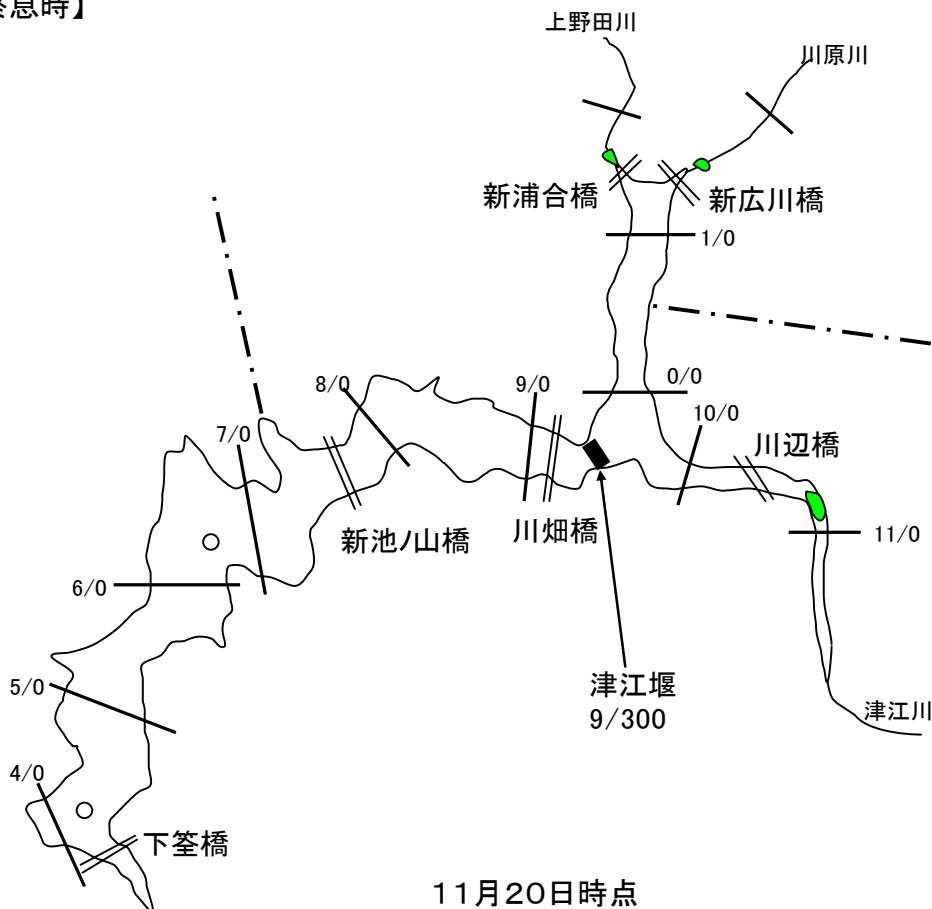 息時】
上野田川
川原川
新浦合橋
新広川橋
1/0
8/0
9/0
0/0
10/0
川辺橋
7/0
新池ノ山橋
川畑橋
11/0
6/0
津江堰
9/300
5/0
津江川
4/0
下筌橋
11月20日時点